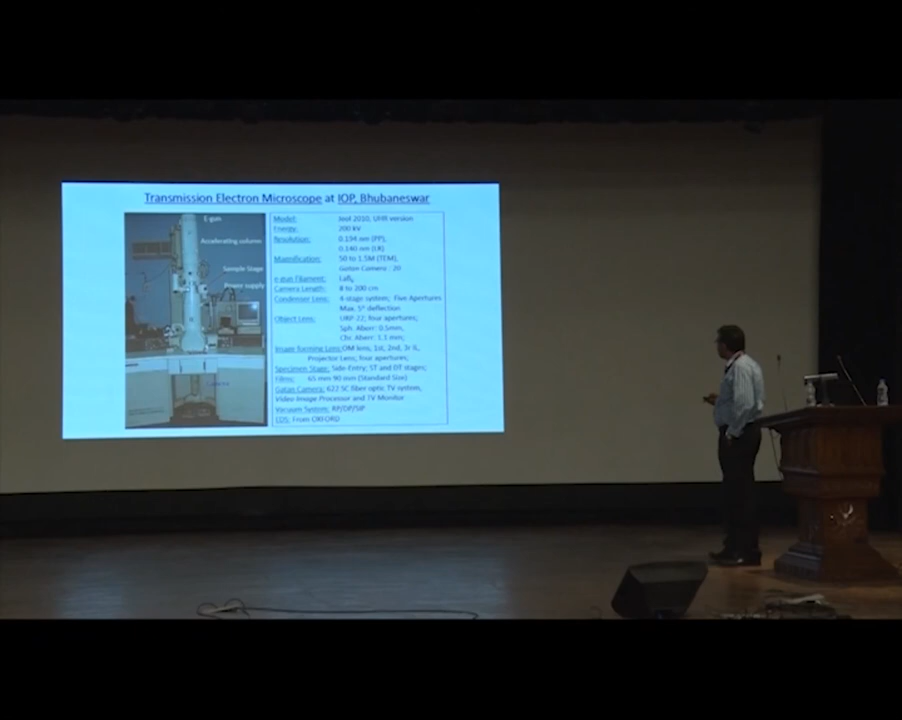 Transmission Electron Microscope at IOP, Bhubaneswar
E-gun
Accelerating column
Sample Stage
Power supply
Model: Jeol 2010, UHR version
Energy: 200 kV
Resolution: 0.194 nm (PP),
0.140 nm (LR)
Magnification: 50 to 1.5M (TEM),
Gatan Camera : 20
e-gun Filament: LaB6
Camera Length: 8 to 200 cm
Condenser Lens: 4 stage system; Five Apertures
Max. 5° deflection
Object Lens: URP 22; four apertures;
Sph. Aberr: 0.5mm,
Chr. Aberr: 1.1 mm;
Image forming Lens: OM lens, 1st, 2nd, 3r IL,
Projector Lens; four apertures;
Specimen Stage: Side-Entry; ST and DT stages;
Films: 65 mm 90 mm (Standard Size)
Gatan Camera: 622 SC fiber optic TV system,
Video Image Processor and TV Monitor
Vacuum System: RP/DP/SIP
EDS: From OXFORD